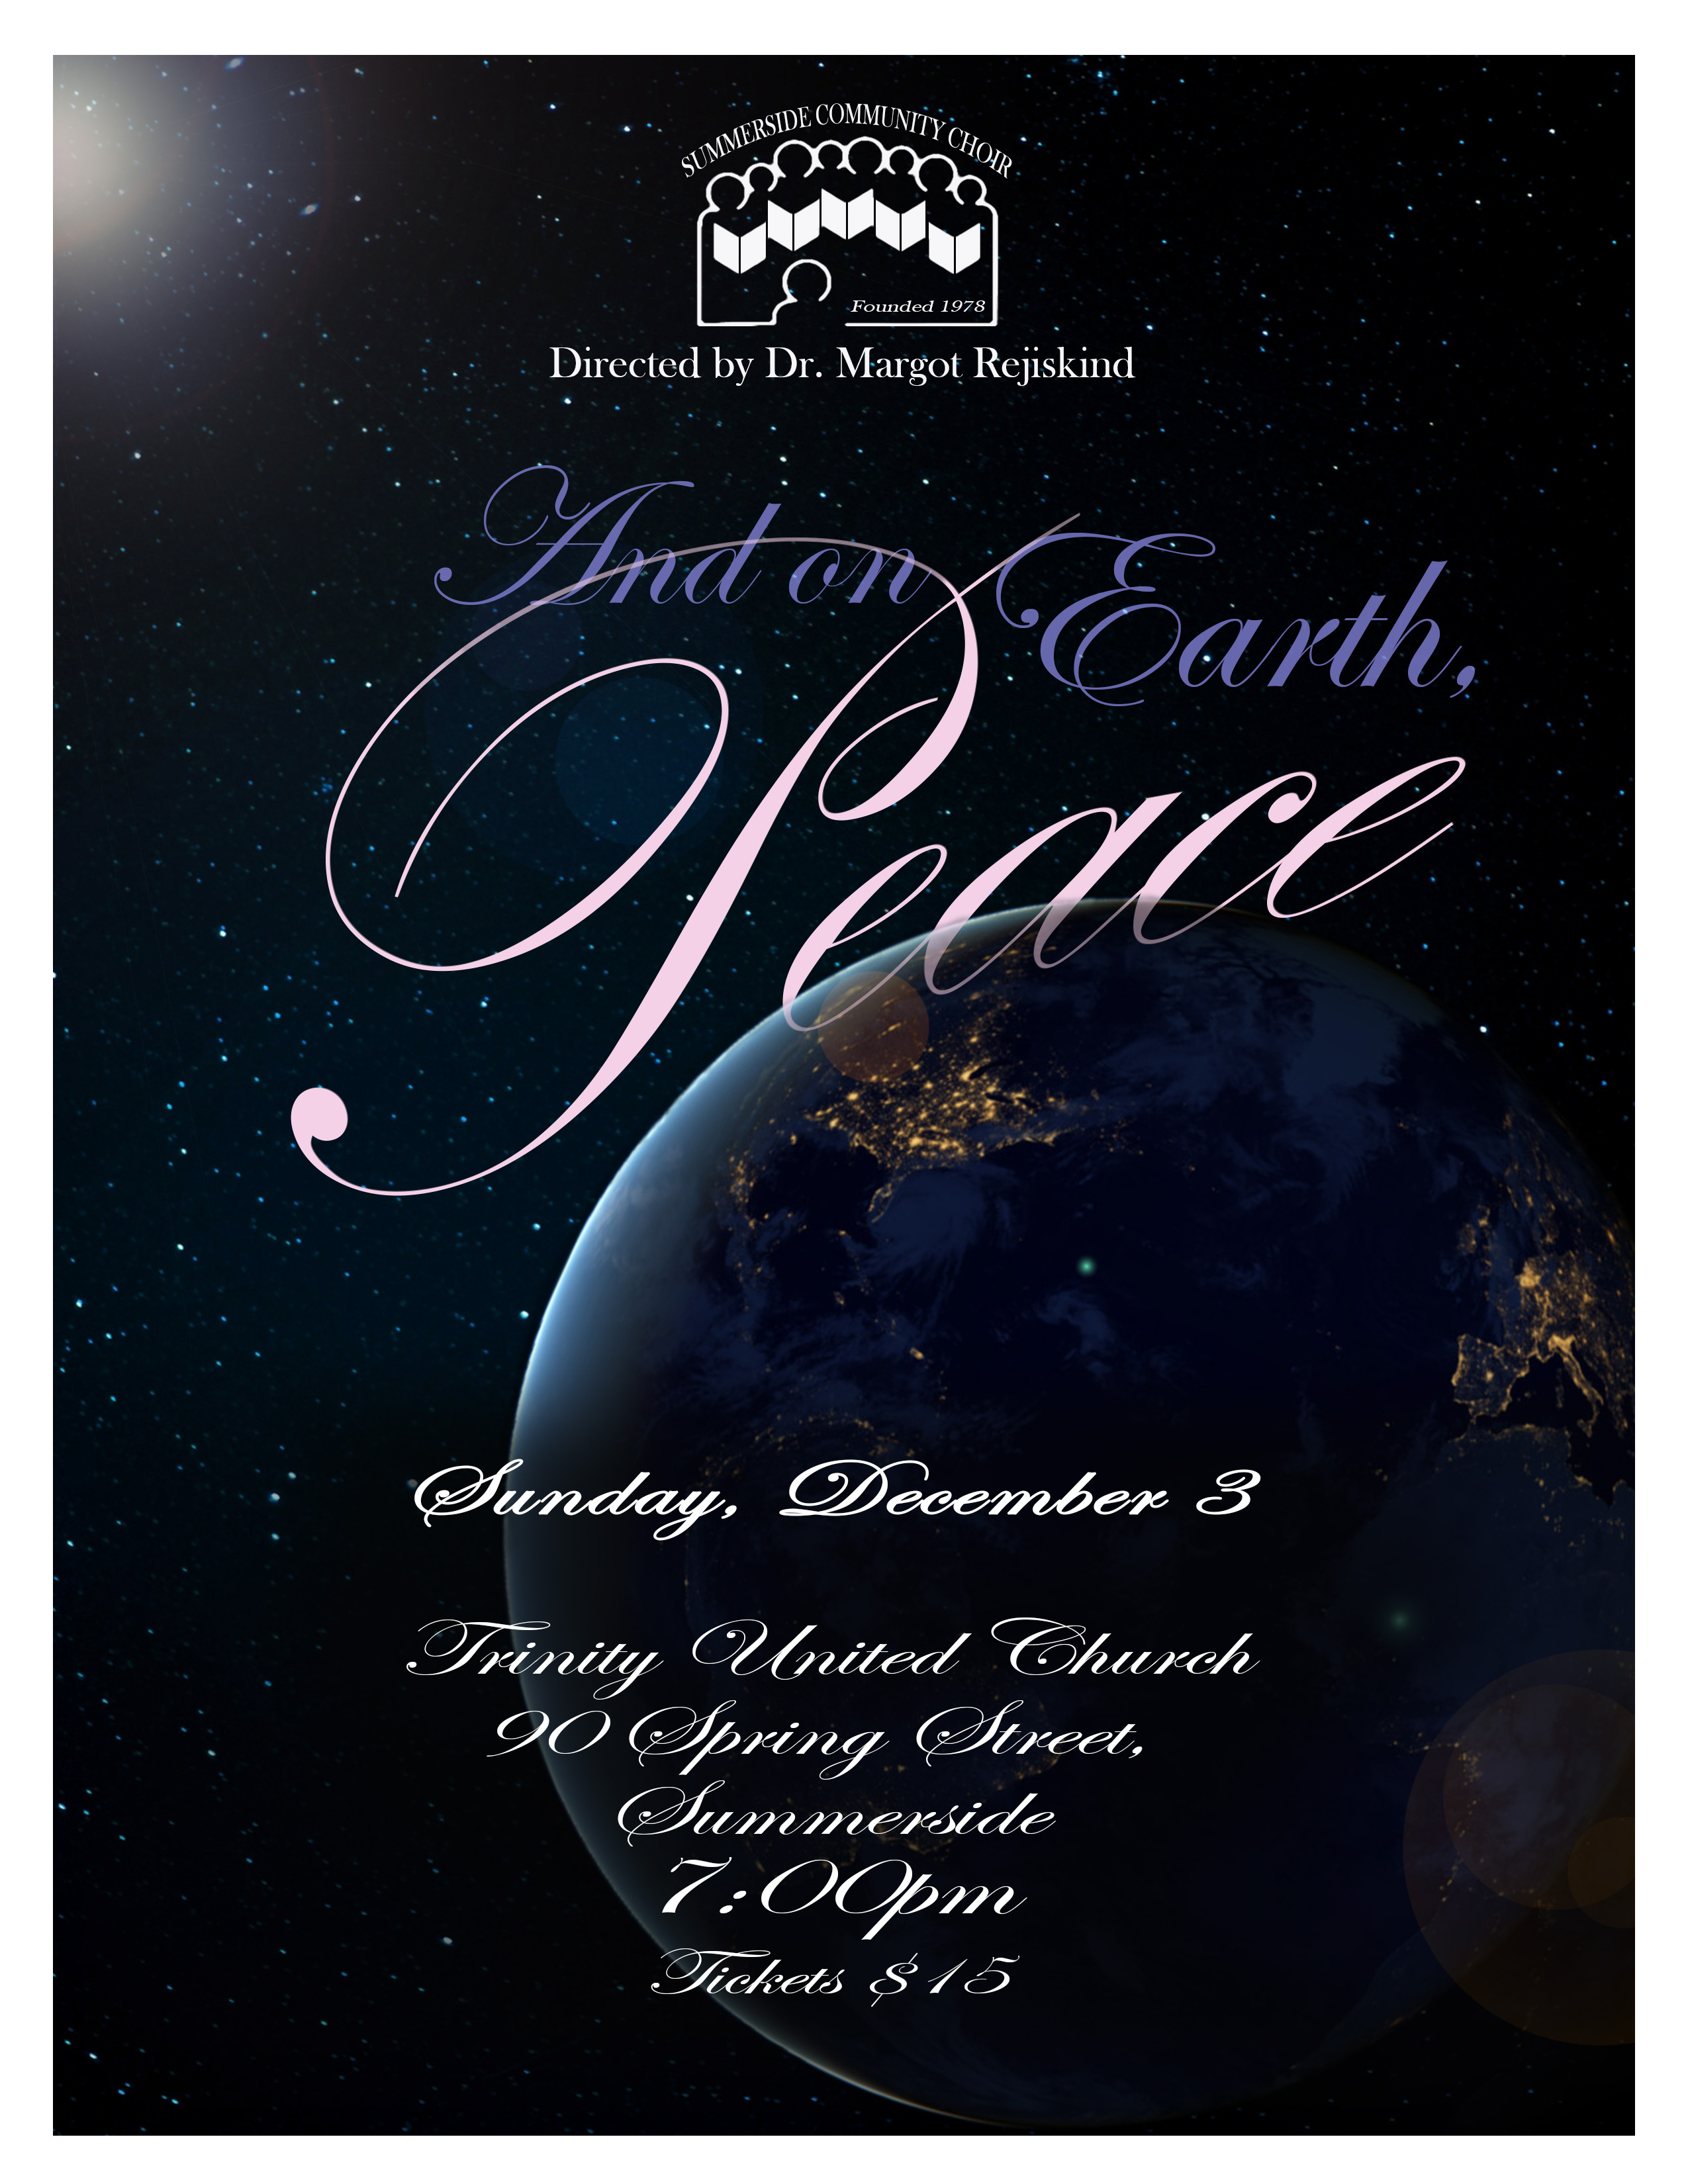 SUMMERSIDE COMMUNITY CHOIR
Founded 1978
Directed by Dr. Margot Rejiskind
And on Earth,
Peace
Sunday, December 3
Trinity United Church
90 Spring Street,
Summerside
7:00pm
Tickets $15